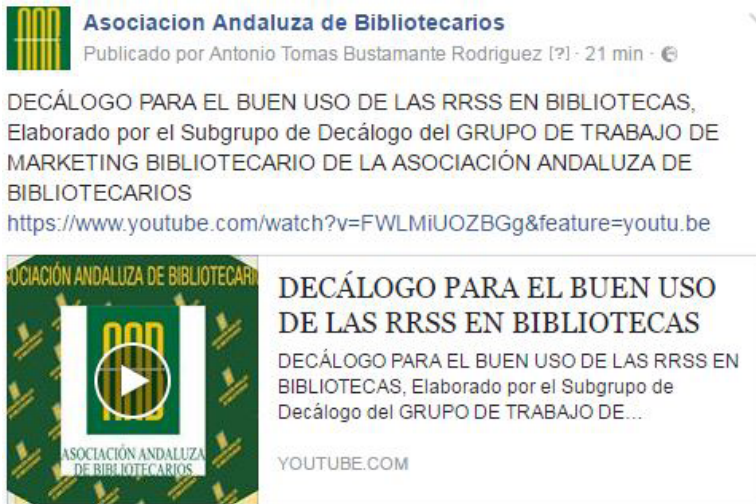 Asociacion Andaluza de Bibliotecarios
Publicado por Antonio Tomas Bustamante Rodriguez [?] · 21 min ·
DECÁLOGO PARA EL BUEN USO DE LAS RRSS EN BIBLIOTECAS,
Elaborado por el Subgrupo de Decálogo del GRUPO DE TRABAJO DE
MARKETING BIBLIOTECARIO DE LA ASOCIACIÓN ANDALUZA DE
BIBLIOTECARIOS
https://www.youtube.com/watch?v=FWLMiUOZBGg&feature=youtu.be
OCIACIÓN ANDALUZA DE BIBLIOTECARI
AAB
ASOCIACIÓN ANDALUZA
DE BIBLIOTECARIOS
DECÁLOGO PARA EL BUEN USO
DE LAS RRSS EN BIBLIOTECAS
DECÁLOGO PARA EL BUEN USO DE LAS RRSS EN
BIBLIOTECAS, Elaborado por el Subgrupo de
Decálogo del GRUPO DE TRABAJO DE...
YOUTUBE.COM